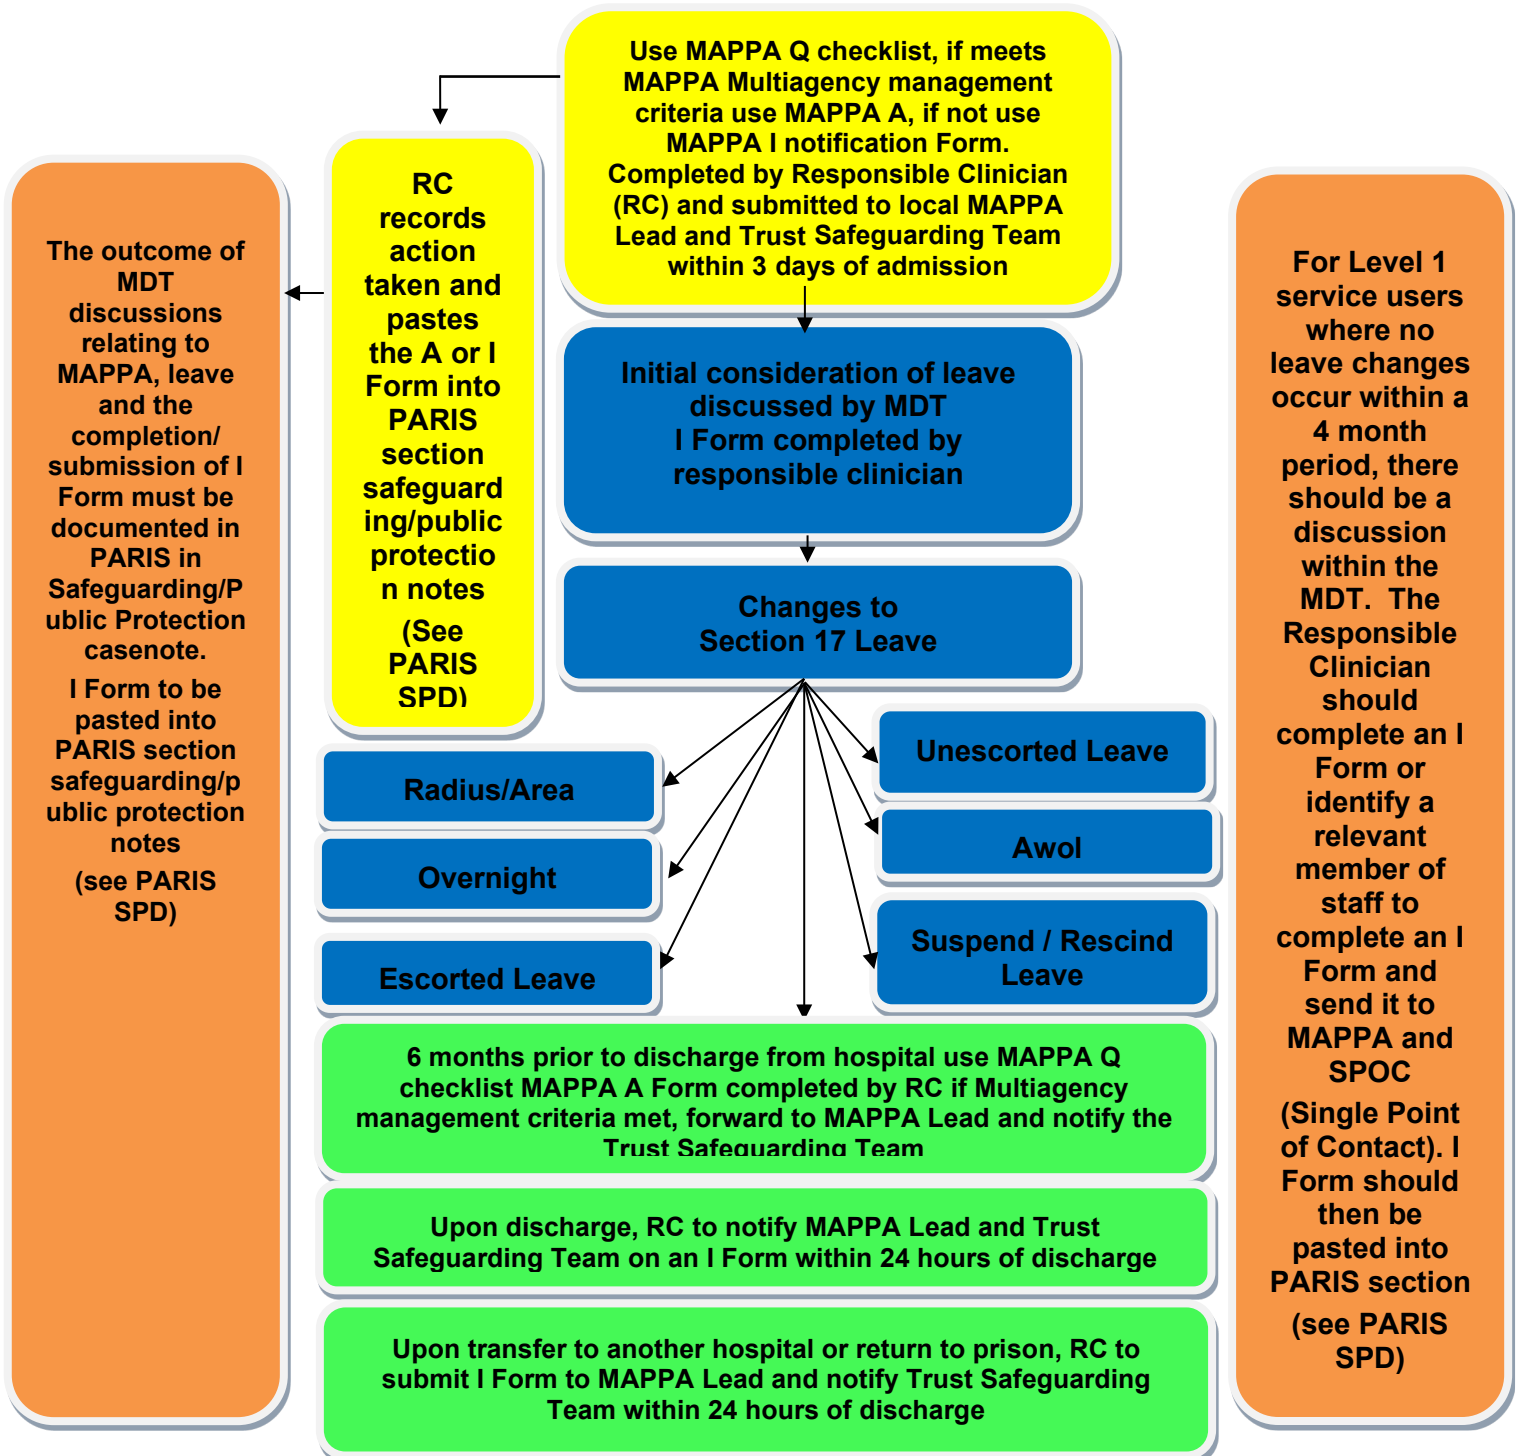 Use MAPPA Q checklist, if meets
MAPPA Multiagency management
criteria use MAPPA A, if not use
MAPPA I notification Form.
Completed by Responsible Clinician
(RC) and submitted to local MAPPA
Lead and Trust Safeguarding Team
within 3 days of admission
RC
records
action
taken and
pastes
the A or I
Form into
PARIS
section
safeguard
ing/public
protectio
n notes
(See
PARIS
SPD)
The outcome of
MDT
discussions
relating to
MAPPA, leave
and the
completion/
submission of I
Form must be
documented in
PARIS in
Safeguarding/P
ublic Protection
casenote.
I Form to be
pasted into
PARIS section
safeguarding/p
ublic protection
notes
(see PARIS
SPD)
Initial consideration of leave
discussed by MDT
I Form completed by
responsible clinician
Changes to
Section 17 Leave
Radius/Area
Overnight
Escorted Leave
Unescorted Leave
Awol
Suspend / Rescind
Leave
6 months prior to discharge from hospital use MAPPA Q
checklist MAPPA A Form completed by RC if Multiagency
management criteria met, forward to MAPPA Lead and notify the
Trust Safeguarding Team
Upon discharge, RC to notify MAPPA Lead and Trust
Safeguarding Team on an I Form within 24 hours of discharge
Upon transfer to another hospital or return to prison, RC to
submit I Form to MAPPA Lead and notify Trust Safeguarding
Team within 24 hours of discharge
For Level 1
service users
where no
leave changes
occur within a
4 month
period, there
should be a
discussion
within the
MDT. The
Responsible
Clinician
should
complete an I
Form or
identify a
relevant
member of
staff to
complete an I
Form and
send it to
MAPPA and
SPOC
(Single Point
of Contact). I
Form should
then be
pasted into
PARIS section
(see PARIS
SPD)